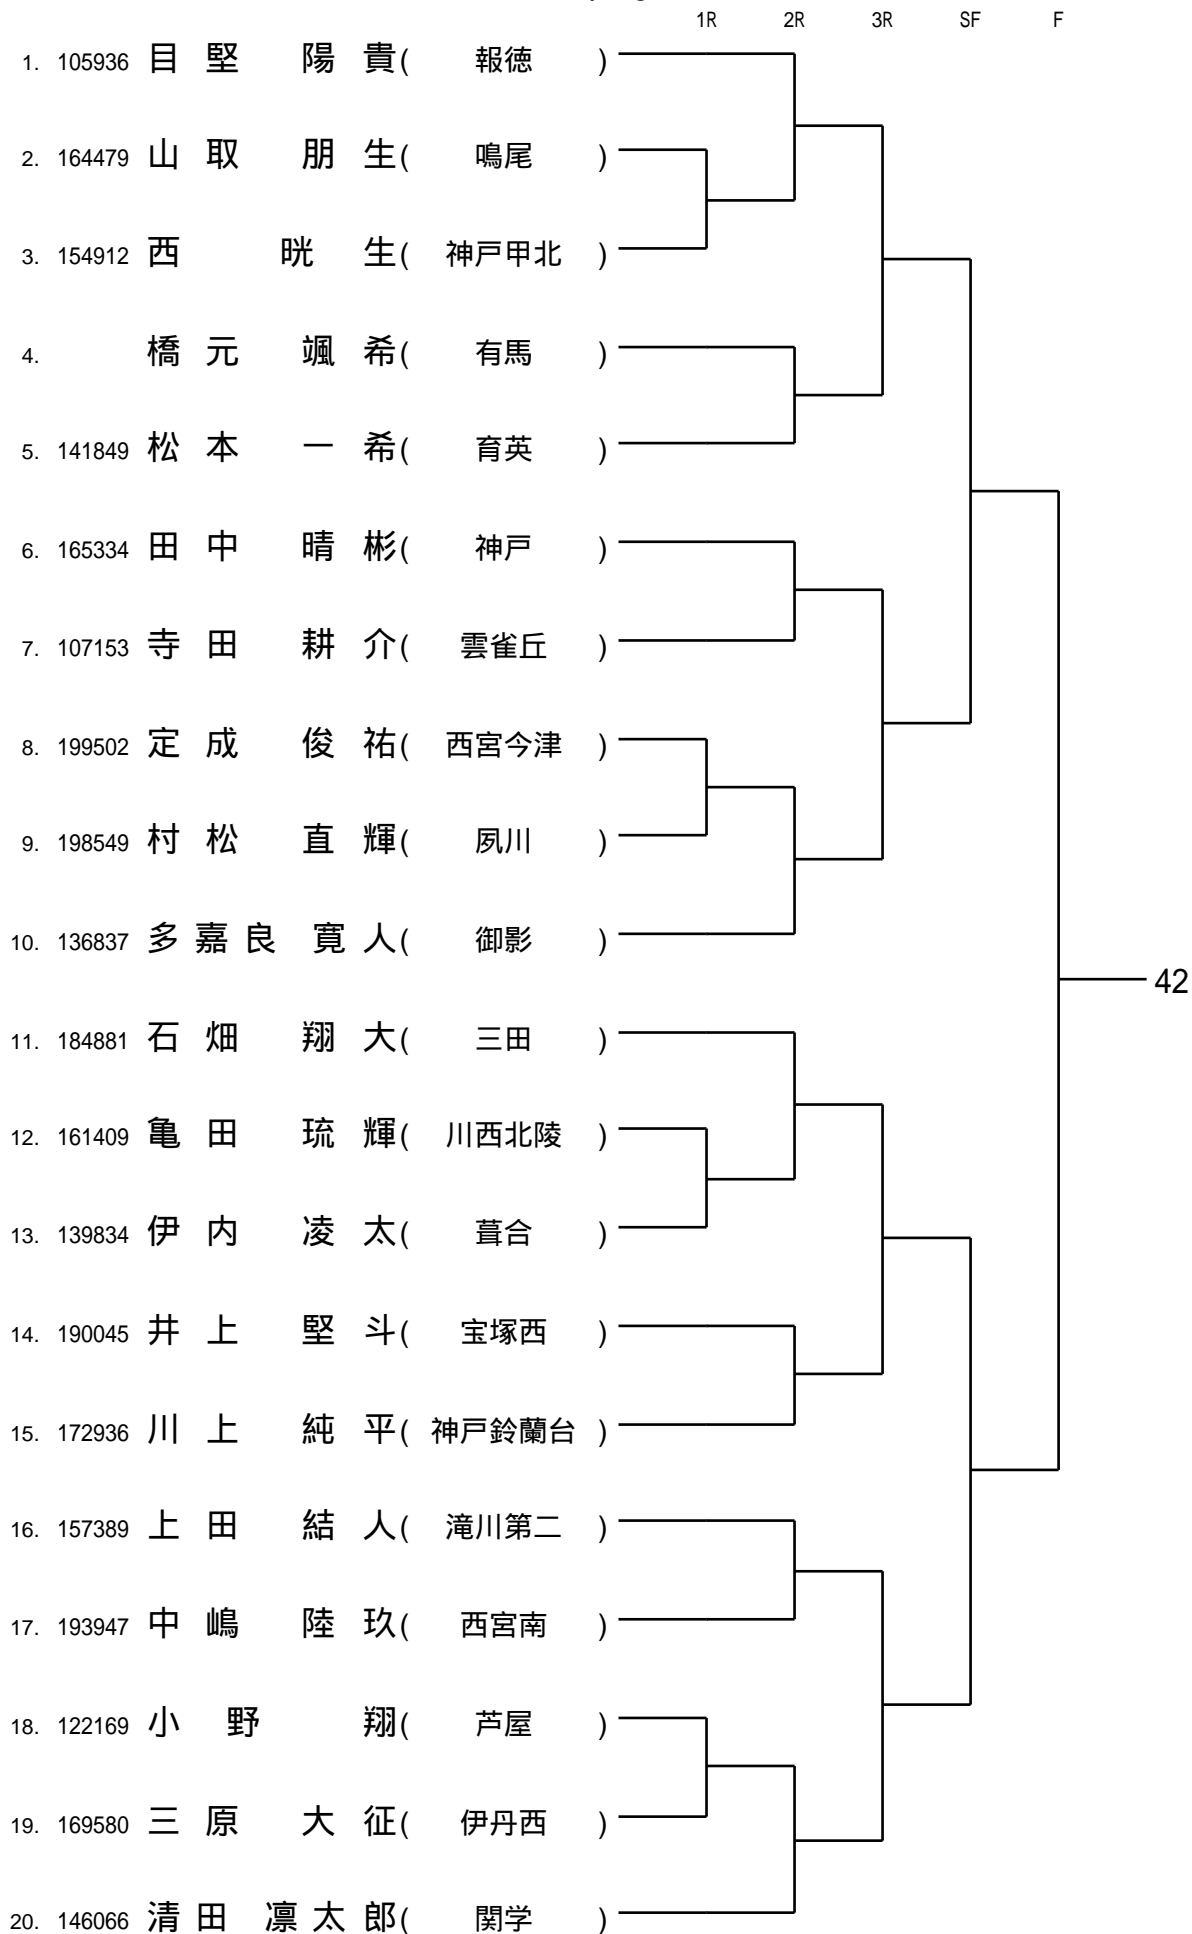 1R 2R 3R SF F
1. 105936 目堅 陽貴( 報徳 )
2. 164479 山取 朋生( 鳴尾 )
3. 154912 西 晄生( 神戸甲北 )
4. 橋元 颯希( 有馬 )
5. 141849 松本 一希( 育英 )
6. 165334 田中 晴彬( 神戸 )
7. 107153 寺田 耕介( 雲雀丘 )
8. 199502 定成 俊祐( 西宮今津 )
9. 198549 村松 直輝( 夙川 )
10. 136837 多嘉良 寛人( 御影 )
42
11. 184881 石畑 翔大( 三田 )
12. 161409 亀田 琉輝( 川西北陵 )
13. 139834 伊内 凌太( 葺合 )
14. 190045 井上 堅斗( 宝塚西 )
15. 172936 川上 純平( 神戸鈴蘭台 )
16. 157389 上田 結人( 滝川第二 )
17. 193947 中嶋 陸玖( 西宮南 )
18. 122169 小野 翔( 芦屋 )
19. 169580 三原 大征( 伊丹西 )
20. 146066 清田 凛太郎( 関学 )